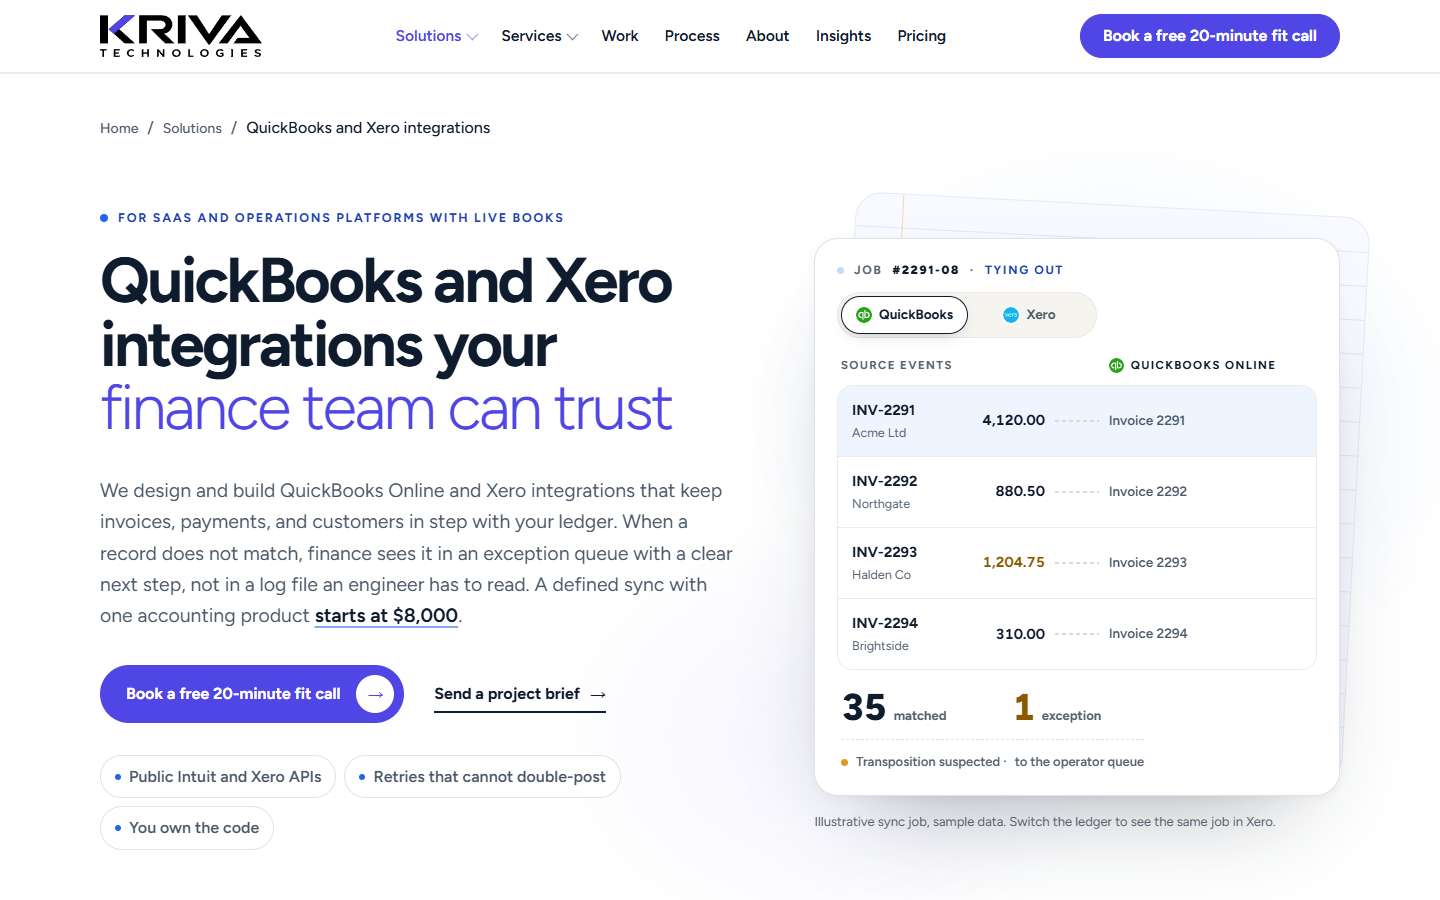 KRIVA
TECHNOLOGIES
Solutions
Services
Work
Process
About
Insights
Pricing
Book a free 20-minute fit call
Home / Solutions / QuickBooks and Xero integrations
FOR SAAS AND OPERATIONS PLATFORMS WITH LIVE BOOKS
QuickBooks and Xero
integrations your
finance team can trust
We design and build QuickBooks Online and Xero integrations that keep
invoices, payments, and customers in step with your ledger. When a
record does not match, finance sees it in an exception queue with a clear
next step, not in a log file an engineer has to read. A defined sync with
one accounting product starts at $8,000.
Book a free 20-minute fit call →
Send a project brief →
Public Intuit and Xero APIs
Retries that cannot double-post
You own the code
JOB #2291-08 · TYING OUT
qb QuickBooks
xero Xero
SOURCE EVENTS
qb QUICKBOOKS ONLINE
INV-2291
Acme Ltd
4,120.00
Invoice 2291
INV-2292
Northgate
880.50
Invoice 2292
INV-2293
Halden Co
1,204.75
Invoice 2293
INV-2294
Brightside
310.00
Invoice 2294
35 matched
1 exception
Transposition suspected · to the operator queue
Illustrative sync job, sample data. Switch the ledger to see the same job in Xero.